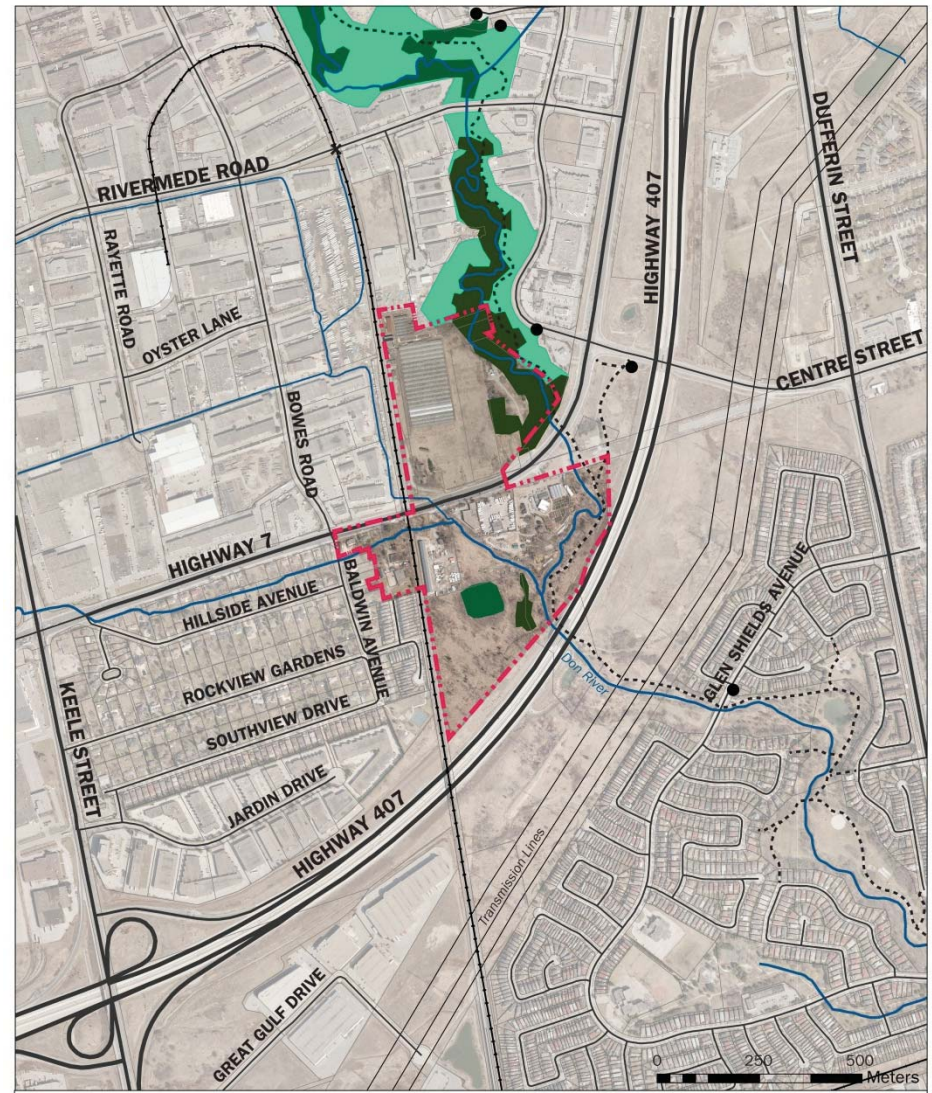 DUFFERIN STREET
RIVERMEDE ROAD
HIGHWAY 407
RAYETTE ROAD
OYSTER LANE
CENTRE STREET
BOWES ROAD
HIGHWAY 7
BALDWIN AVENUE
HILLSIDE AVENUE
GLEN SHIELDS AVENUE
ROCKVIEW GARDENS
Don River
KEELE STREET
SOUTHVIEW DRIVE
JARDIN DRIVE
HIGHWAY 407
Transmission Lines
GREAT GULF DRIVE
0 250 500
Meters